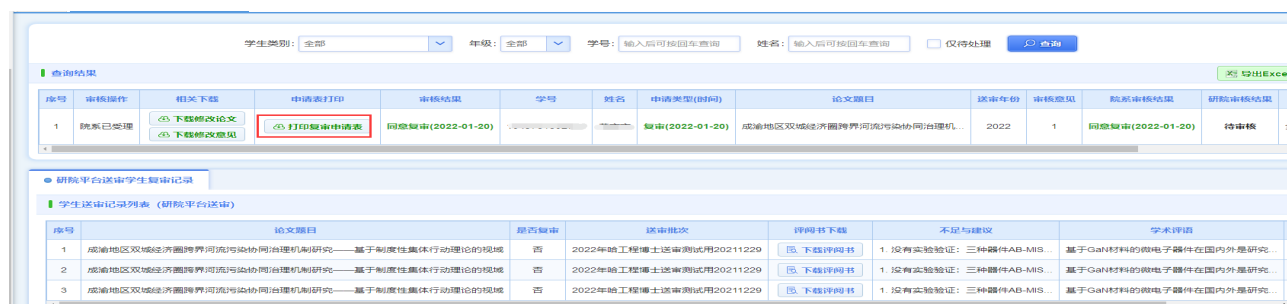 学生类别: 全部 年级: 全部 学号: 输入后可按回车查询 姓名: 输入后可按回车查询 仅待处理 查询
查询结果 导出Exce
序号 审核操作 相关下载 申请表打印 审核结果 学号 姓名 申请类型(时间) 论文题目 送审年份 审核意见 院系审核结果 研院审核结果
1 院系已受理 下载修改论文 下载修改意见 打印复审申请表 同意复审(2022-01-20) 复审(2022-01-20) 成渝地区双城经济圈跨界河流污染协同治理机... 2022 1 同意复审(2022-01-20) 待审核
研院平台送审学生复审记录
学生送审记录列表（研院平台送审）
序号 论文题目 是否复审 送审批次 评阅书下载 不足与建议 学术评语
1 成渝地区双城经济圈跨界河流污染协同治理机制研究——基于制度性集体行动理论的视域 否 2022年哈工程博士送审测试用20211229 下载评阅书 1. 没有实验验证: 三种器件AB-MIS... 基于GaN材料的微电子器件在国内外是研究...
2 成渝地区双城经济圈跨界河流污染协同治理机制研究——基于制度性集体行动理论的视域 否 2022年哈工程博士送审测试用20211229 下载评阅书 1. 没有实验验证: 三种器件AB-MIS... 基于GaN材料的微电子器件在国内外是研究...
3 成渝地区双城经济圈跨界河流污染协同治理机制研究——基于制度性集体行动理论的视域 否 2022年哈工程博士送审测试用20211229 下载评阅书 1. 没有实验验证: 三种器件AB-MIS... 基于GaN材料的微电子器件在国内外是研究...